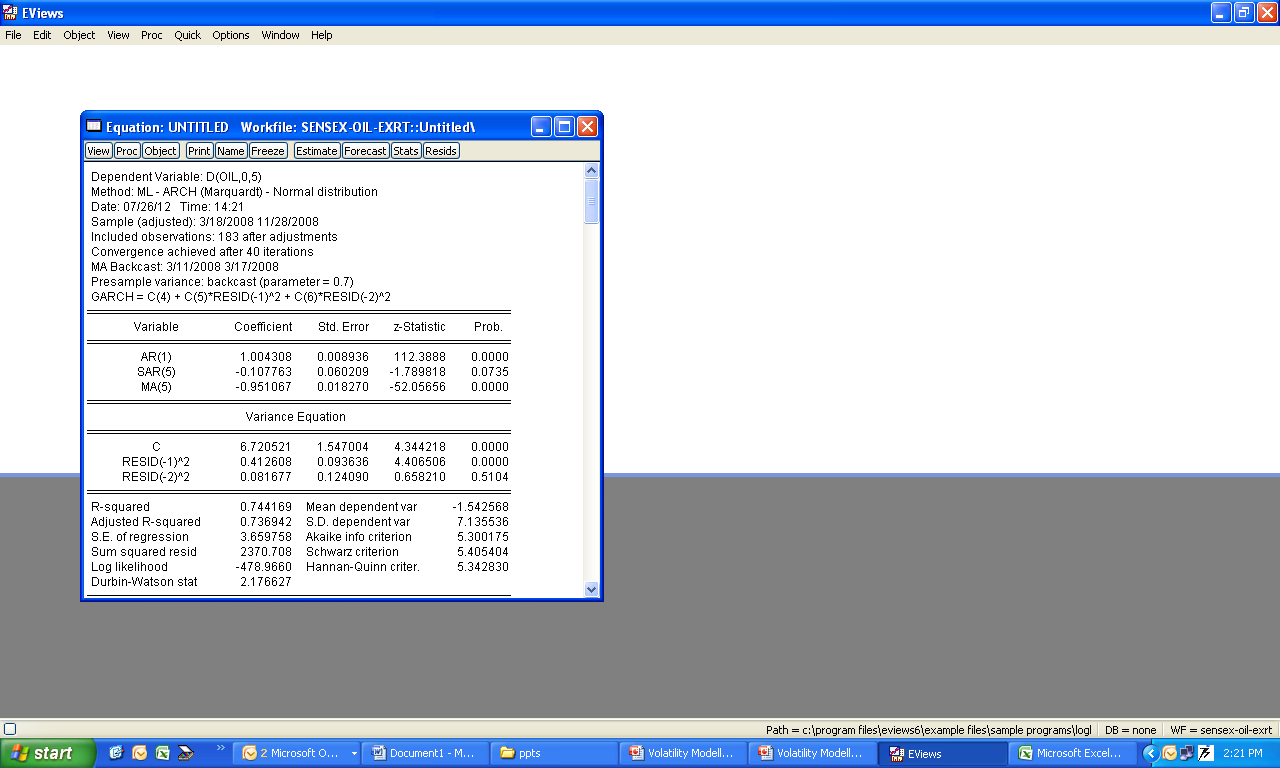 EViews
File Edit Object View Proc Quick Options Window Help
Equation: UNTITLED Workfile: SENSEX-OIL-EXRT::Untitled\
View Proc Object Print Name Freeze Estimate Forecast Stats Resids
Dependent Variable: D(OIL,0,5)
Method: ML - ARCH (Marquardt) - Normal distribution
Date: 07/26/12 Time: 14:21
Sample (adjusted): 3/18/2008 11/28/2008
Included observations: 183 after adjustments
Convergence achieved after 40 iterations
MA Backcast: 3/11/2008 3/17/2008
Presample variance: backcast (parameter = 0.7)
GARCH = C(4) + C(5)*RESID(-1)^2 + C(6)*RESID(-2)^2
Variable Coefficient Std. Error z-Statistic Prob.
AR(1) 1.004308 0.008936 112.3888 0.0000
SAR(5) -0.107763 0.060209 -1.789818 0.0735
MA(5) -0.951067 0.018270 -52.05656 0.0000
Variance Equation
C 6.720521 1.547004 4.344218 0.0000
RESID(-1)^2 0.412608 0.093636 4.406506 0.0000
RESID(-2)^2 0.081677 0.124090 0.658210 0.5104
R-squared 0.744169 Mean dependent var -1.542568
Adjusted R-squared 0.736942 S.D. dependent var 7.135536
S.E. of regression 3.659758 Akaike info criterion 5.300175
Sum squared resid 2370.708 Schwarz criterion 5.405404
Log likelihood -478.9660 Hannan-Quinn criter. 5.342830
Durbin-Watson stat 2.176627
Path = c:\program files\eviews6\example files\sample programs\logl DB = none WF = sensex-oil-exrt
start 2 Microsoft O... Document1 - M... ppts Volatility Modell... Volatility Modell... EViews Microsoft Excel... 2:21 PM